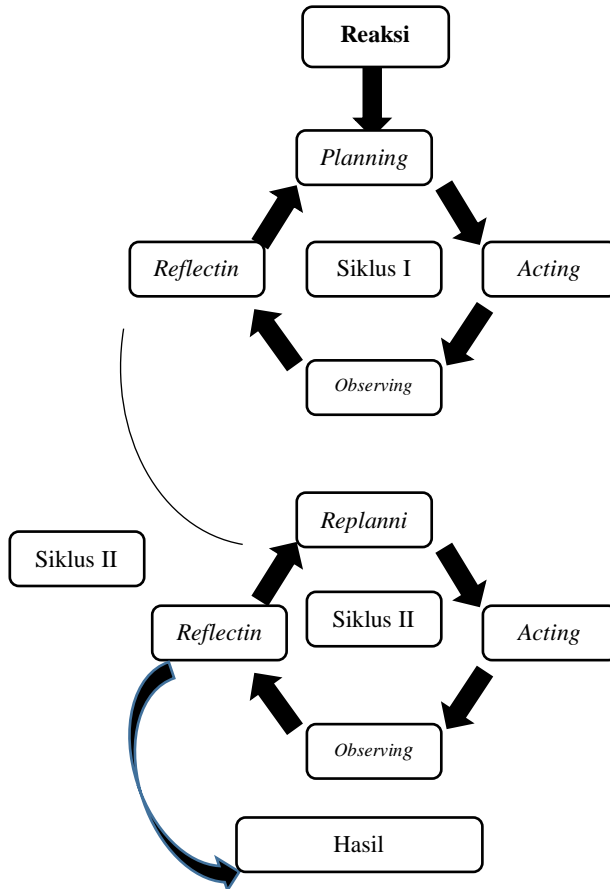 Reaksi
Planning
Reflectin
Siklus I
Acting
Observing
Replanni
Siklus II
Reflectin
Siklus II
Acting
Observing
Hasil